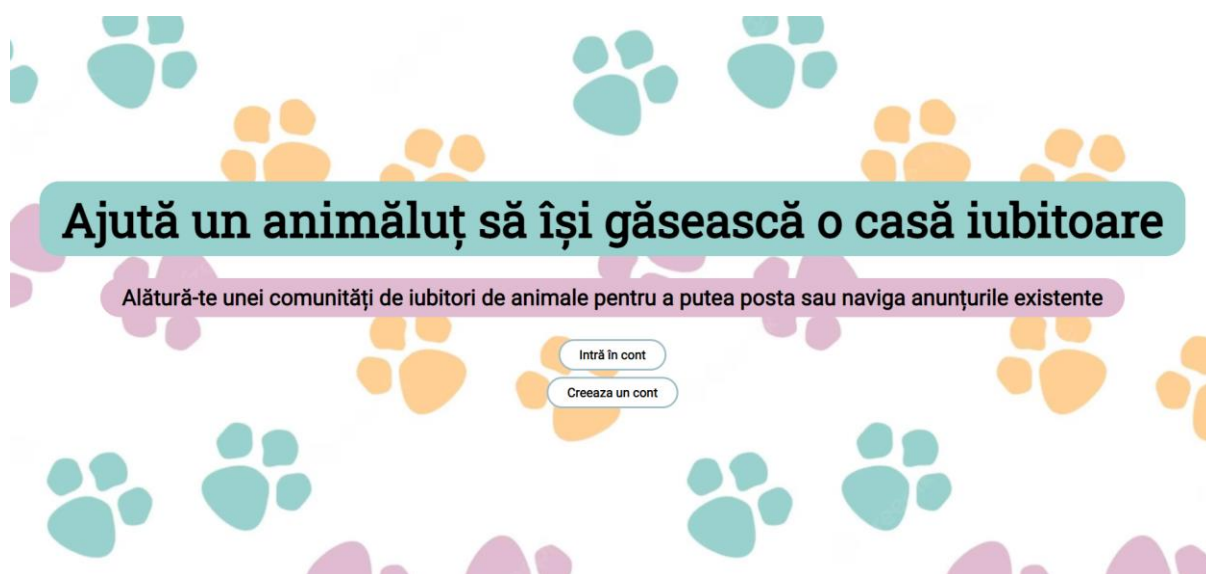 Ajută un animăluț să își găsească o casă iubitoare
Alătură-te unei comunități de iubitori de animale pentru a putea posta sau naviga anunțurile existente
Intră în cont
Creeaza un cont